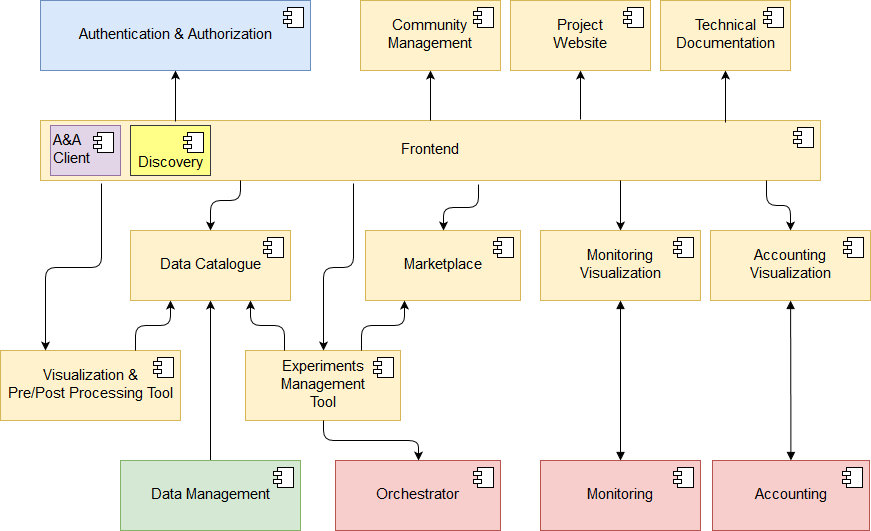 Authentication & Authorization
Community
Management
Project
Website
Technical
Documentation
A&A
Client
Discovery
Frontend
Data Catalogue
Marketplace
Monitoring
Visualization
Accounting
Visualization
Visualization &
Pre/Post Processing Tool
Experiments
Management
Tool
Data Management
Orchestrator
Monitoring
Accounting